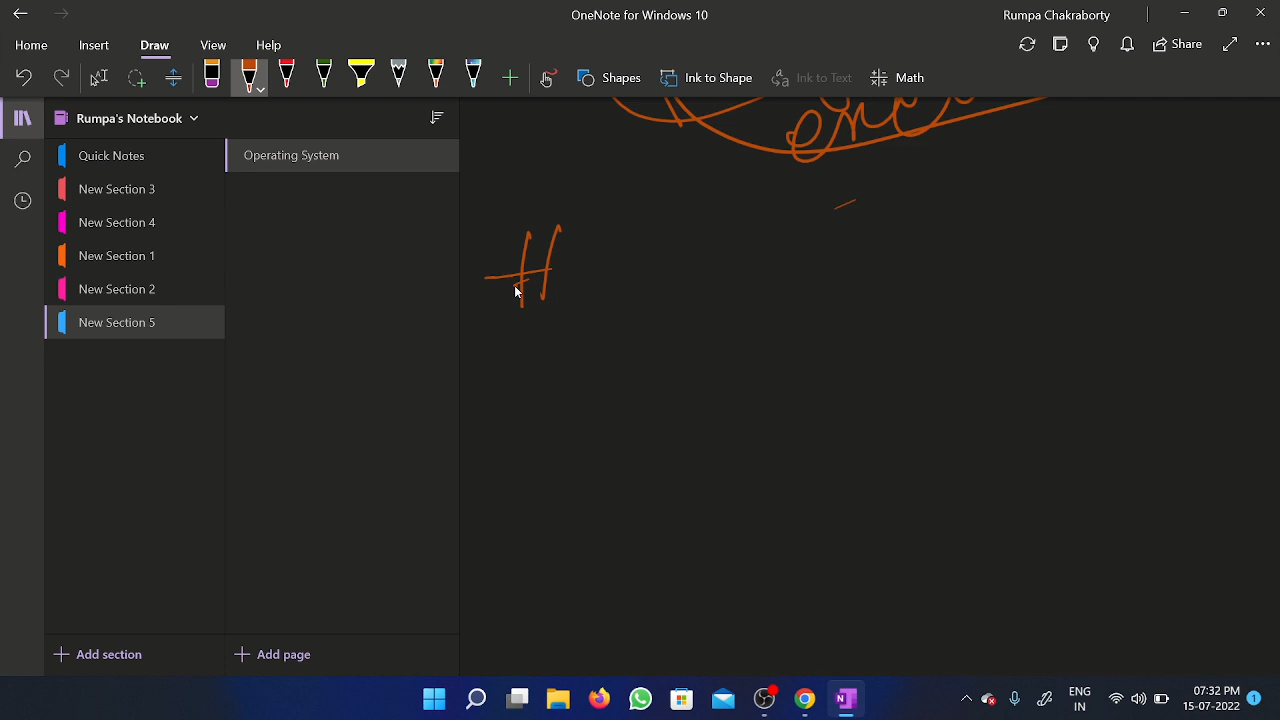 OneNote for Windows 10
Rumpa Chakraborty
Home Insert Draw View Help
Share
Shapes
Ink to Shape
Ink to Text
Math
Rumpa's Notebook
Quick Notes
New Section 3
New Section 4
New Section 1
New Section 2
New Section 5
Operating System
#
+ Add section
+ Add page
ENG
IN
07:32 PM
15-07-2022
1